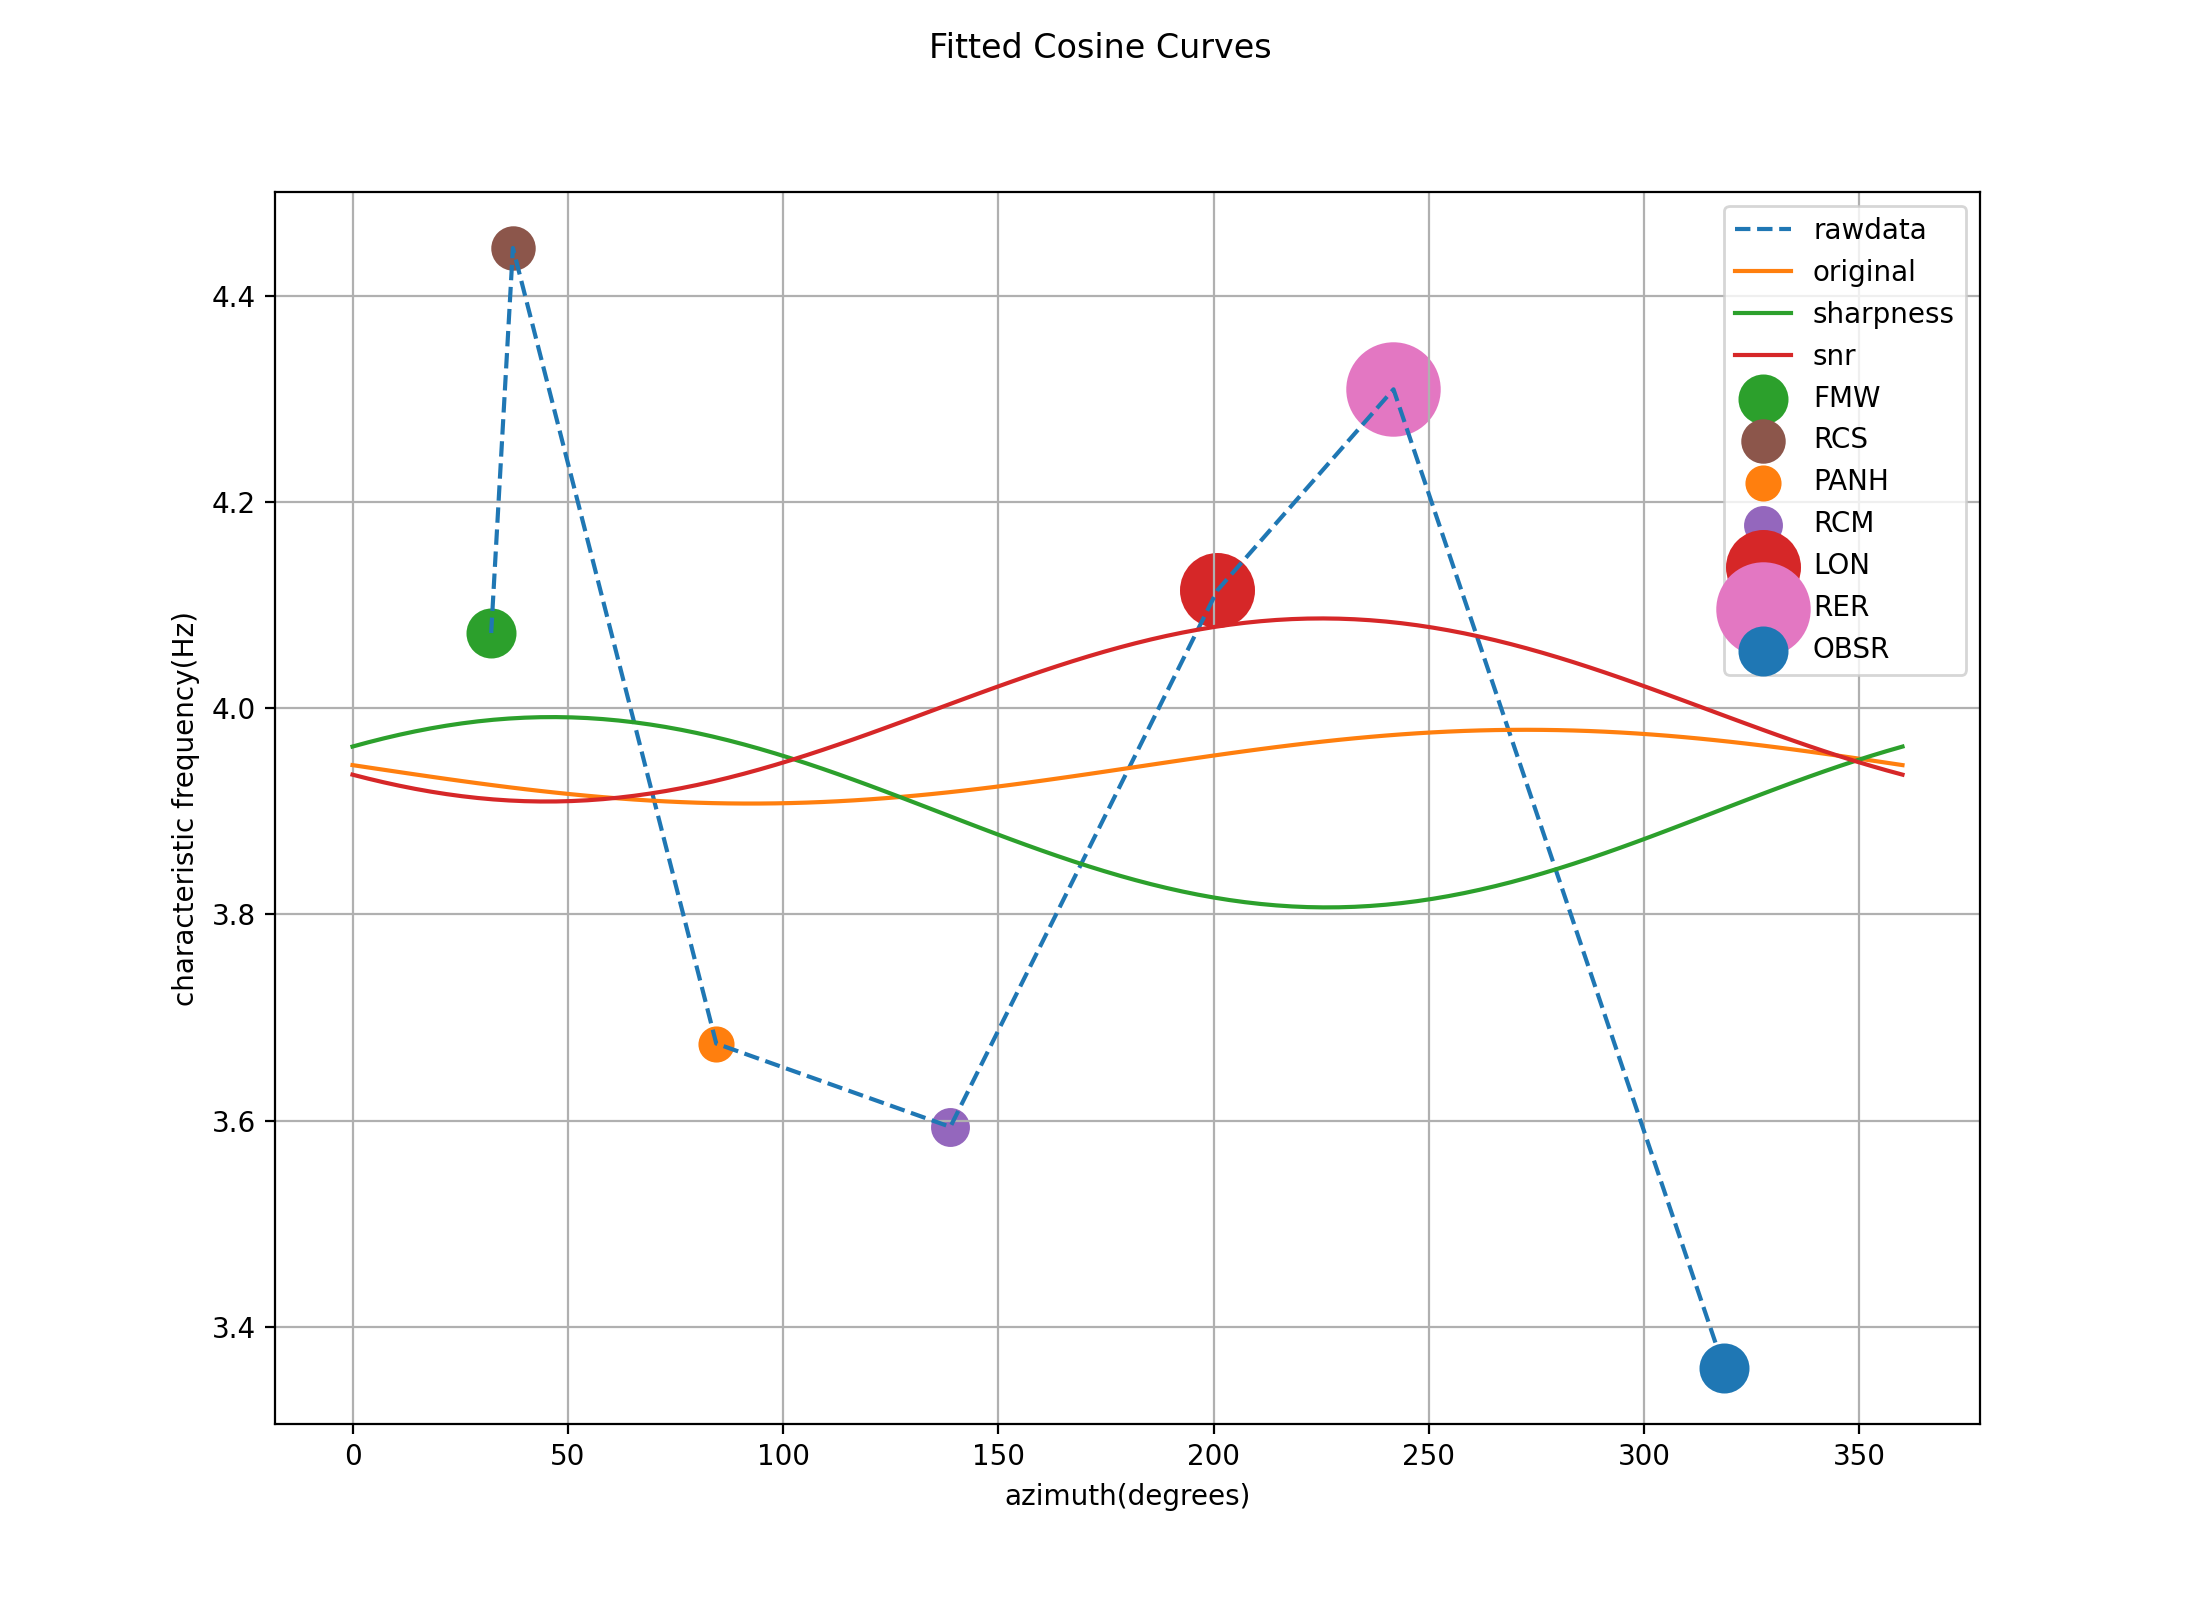 Fitted Cosine Curves
characteristic frequency(Hz)
4.4
4.2
4.0
3.8
3.6
3.4
rawdata
original
sharpness
snr
FMW
RCS
PANH
RCM
LON
RER
OBSR
0 50 100 150 200 250 300 350
azimuth(degrees)